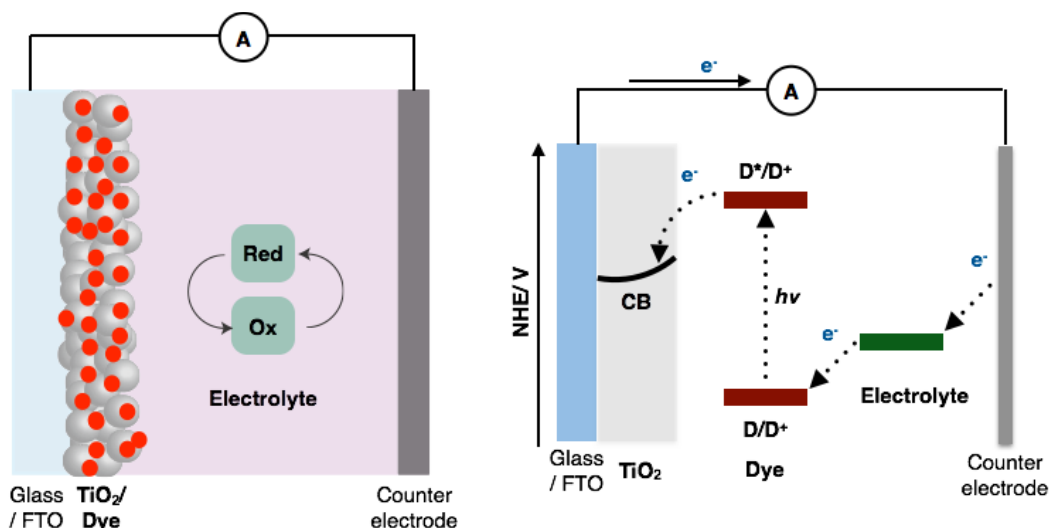 A
Red
Ox
Electrolyte
Glass
/ FTO
TiO2/
Dye
Counter
electrode
e-
A
NHE/ V
e-
D*/D+
CB
hv
e-
e-
Electrolyte
D/D+
Glass
/ FTO
TiO2
Dye
Counter
electrode